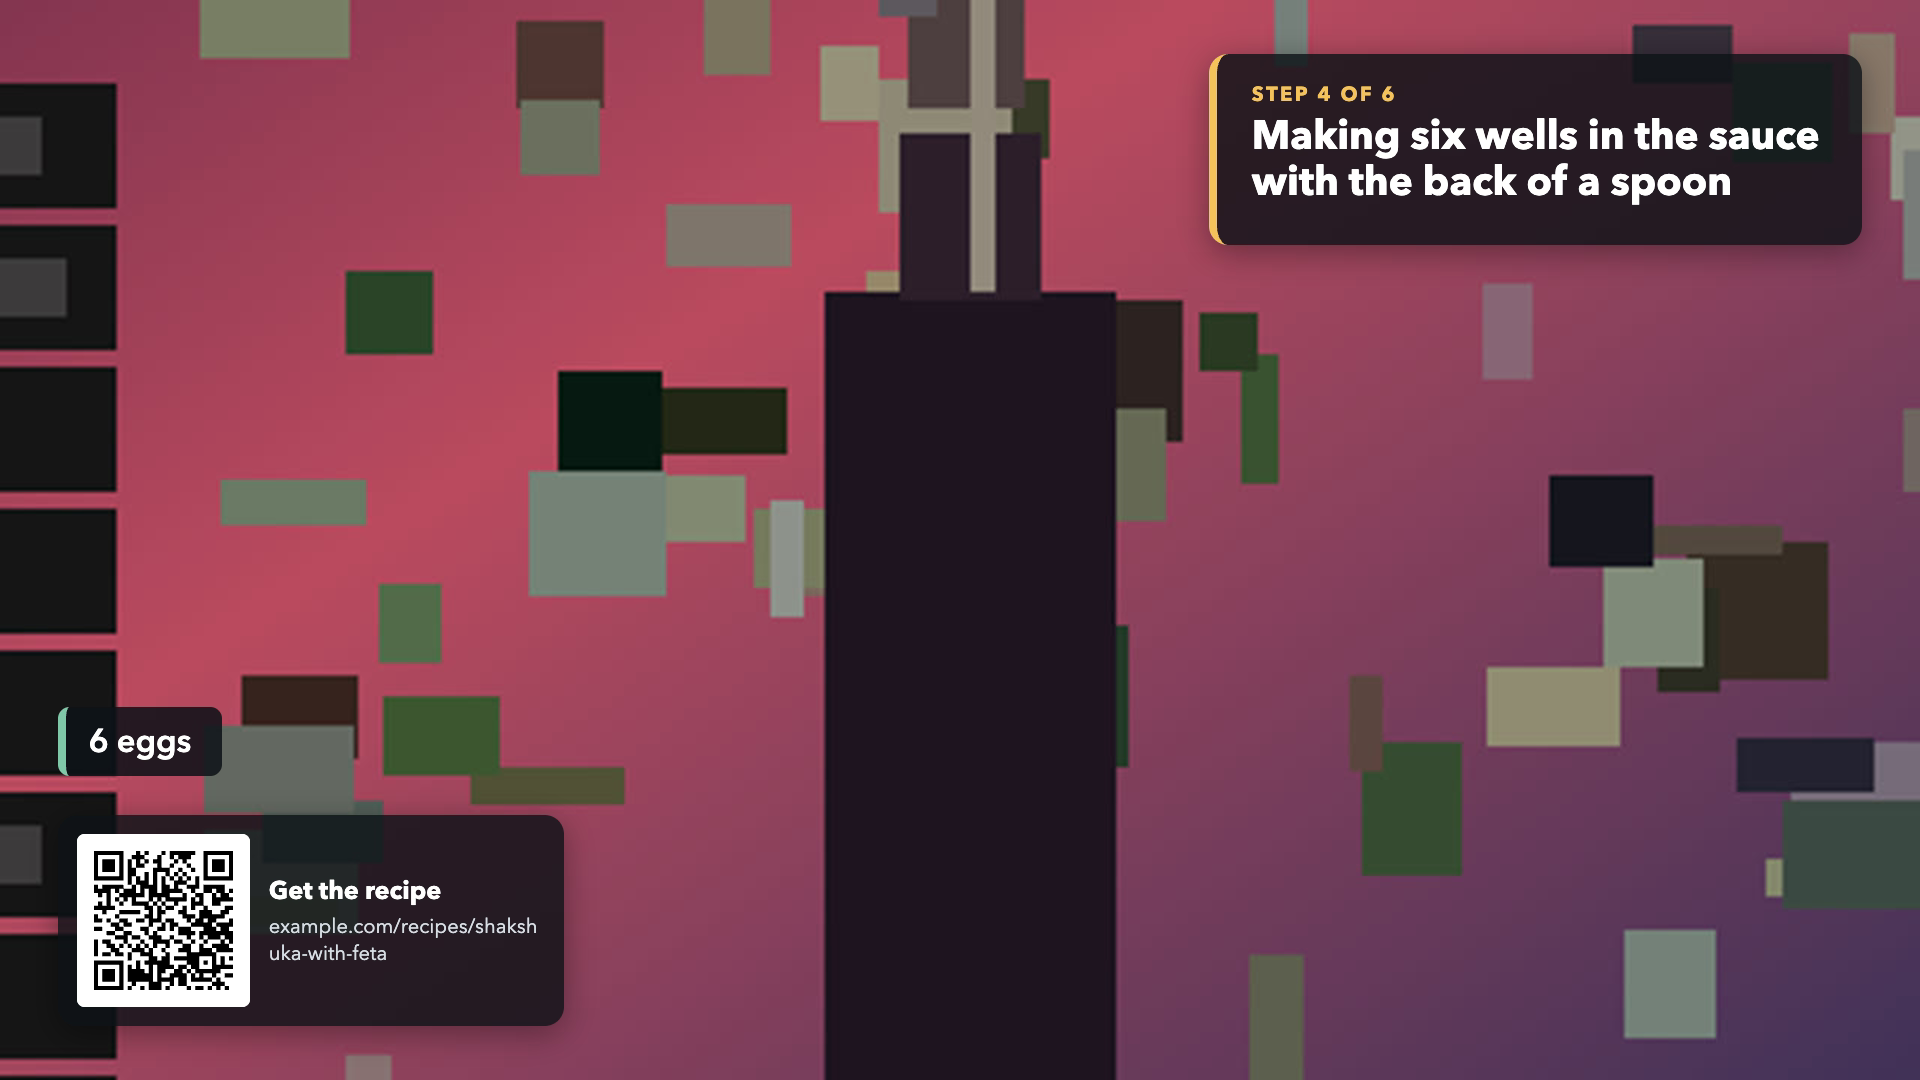 STEP 4 OF 6
Making six wells in the sauce
with the back of a spoon
6 eggs
Get the recipe
example.com/recipes/shaksh
uka-with-feta